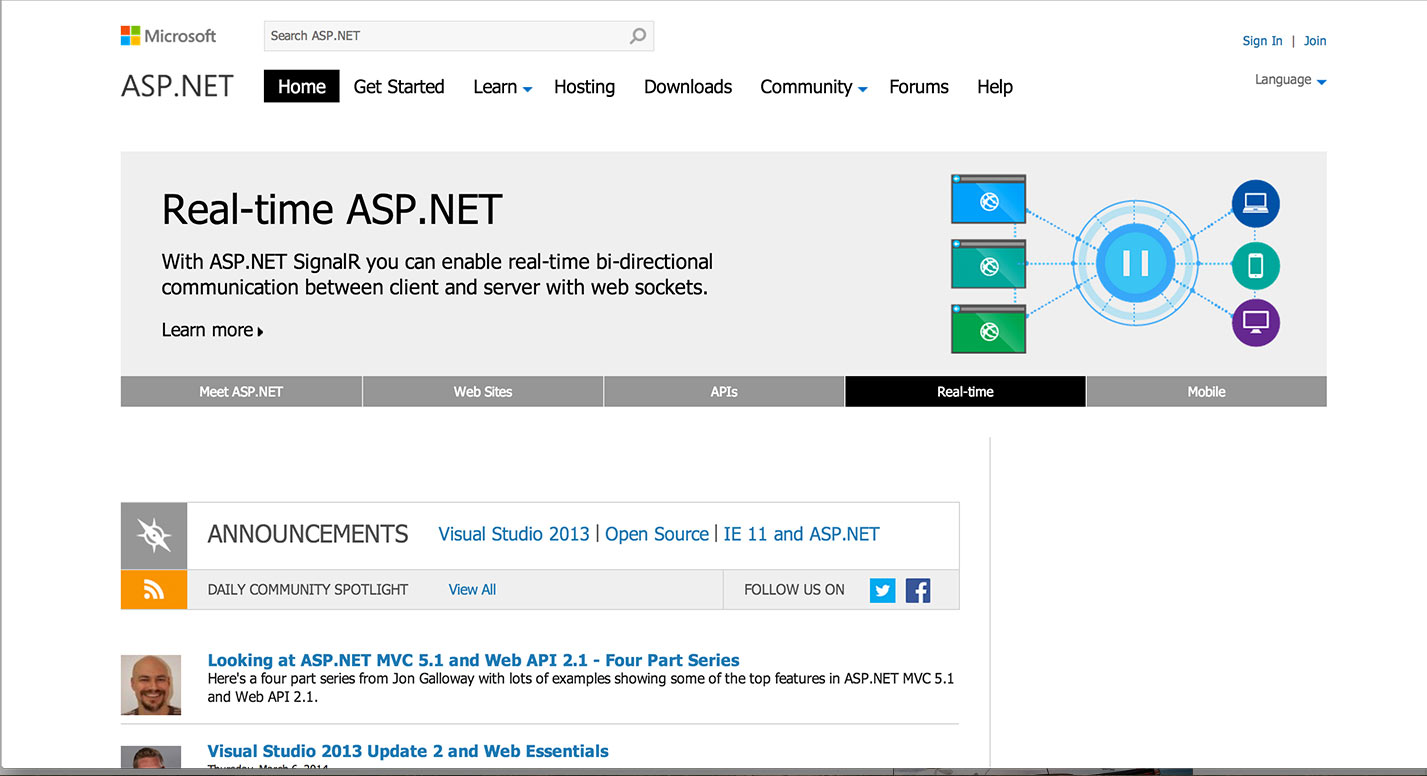 Microsoft
Search ASP.NET
Sign In | Join
ASP.NET
Home Get Started Learn Hosting Downloads Community Forums Help
Language
Real-time ASP.NET
With ASP.NET SignalR you can enable real-time bi-directional
communication between client and server with web sockets.
Learn more
Meet ASP.NET Web Sites APIs Real-time Mobile
ANNOUNCEMENTS Visual Studio 2013 | Open Source | IE 11 and ASP.NET
DAILY COMMUNITY SPOTLIGHT View All FOLLOW US ON
Looking at ASP.NET MVC 5.1 and Web API 2.1 - Four Part Series
Here's a four part series from Jon Galloway with lots of examples showing some of the top features in ASP.NET MVC 5.1
and Web API 2.1.
Visual Studio 2013 Update 2 and Web Essentials
Thursday, March 6, 2014